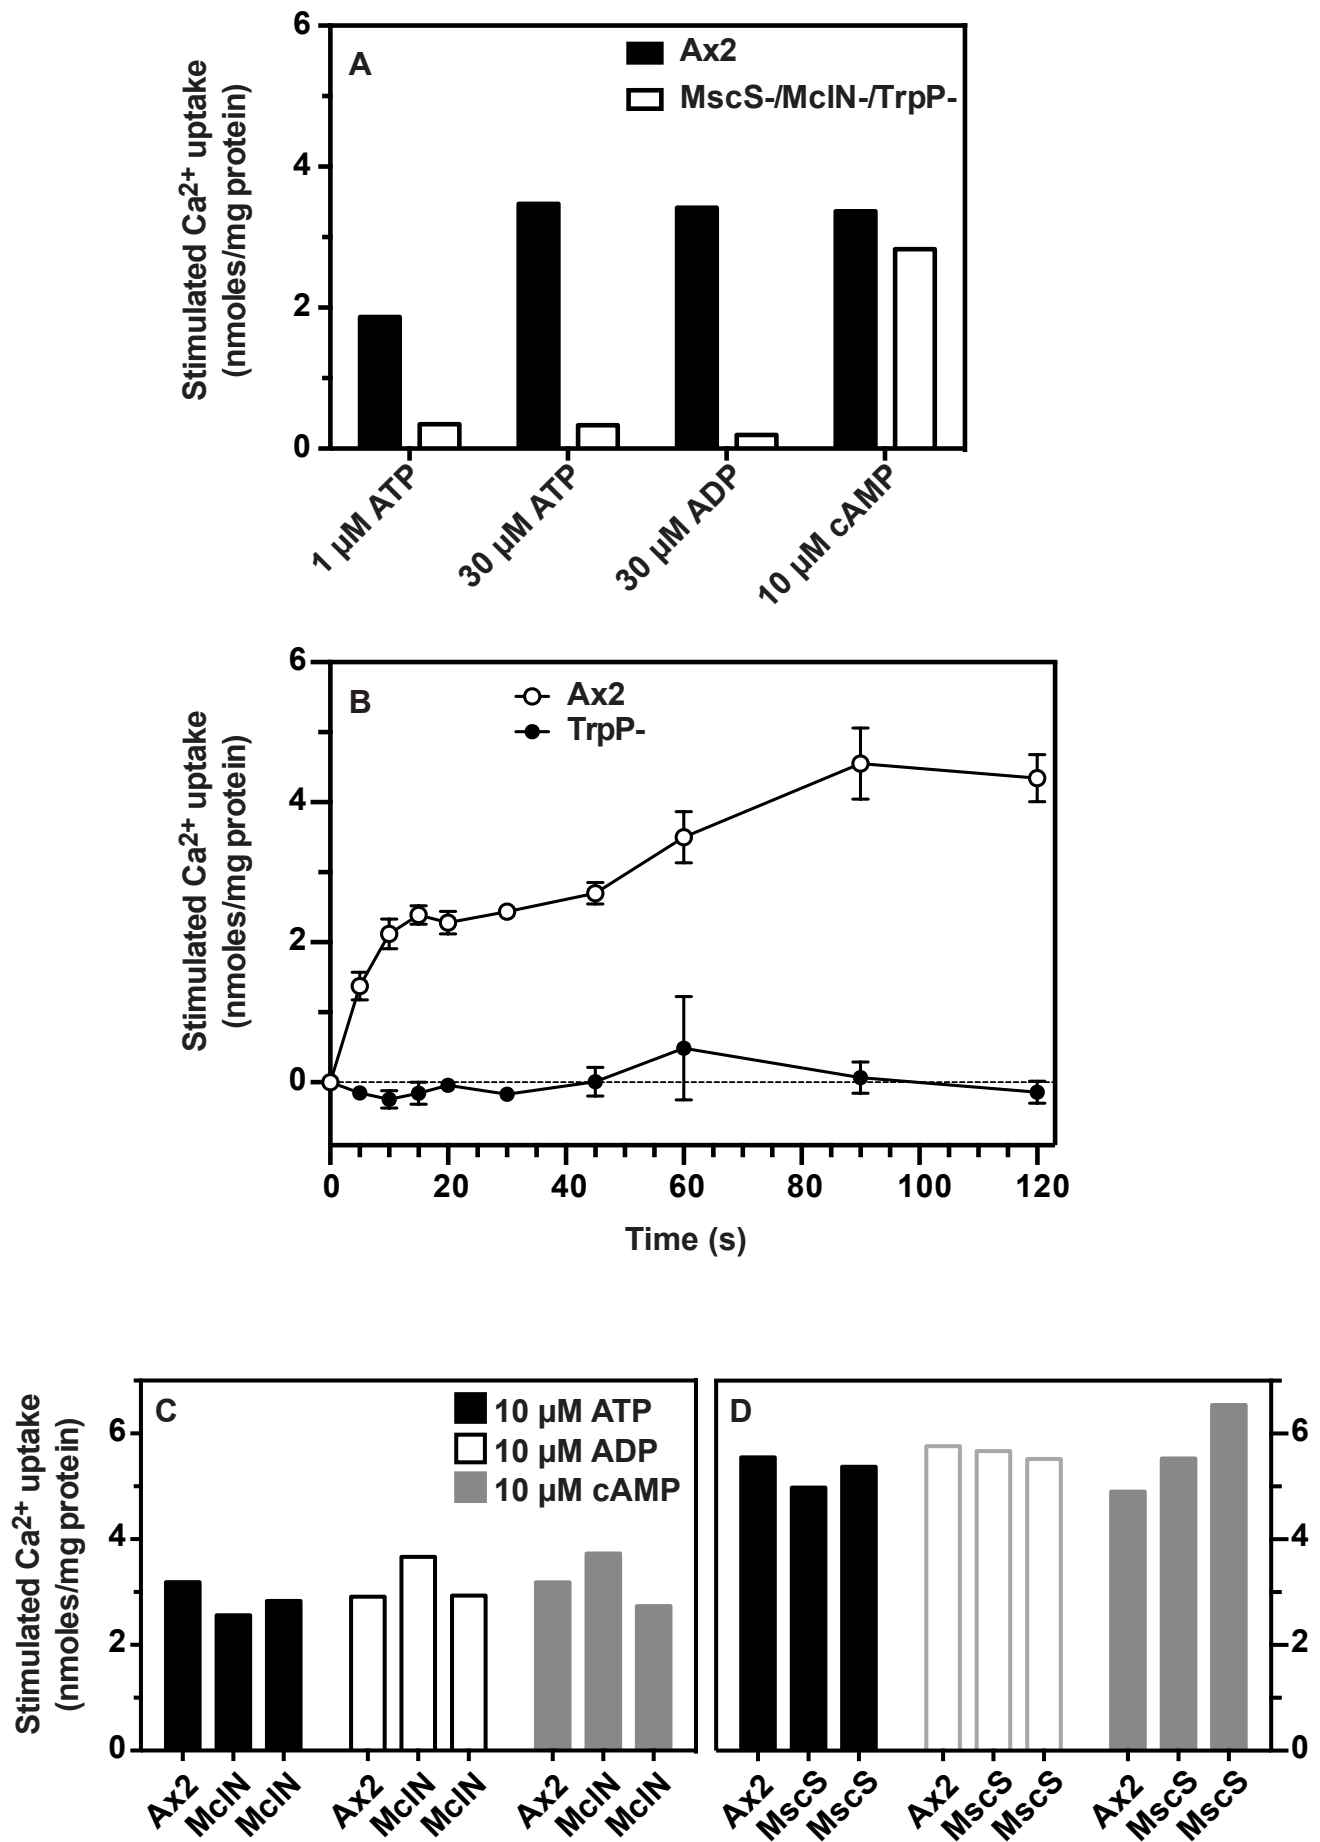 6
4
2
0
Stimulated Ca2+ uptake
(nmoles/mg protein)
A
Ax2
MscS-/MclN-/TrpP-
1 µM ATP
30 µM ATP
30 µM ADP
10 µM cAMP
6
4
2
0
Stimulated Ca2+ uptake
(nmoles/mg protein)
B
Ax2
TrpP-
0 20 40 60 80 100 120
Time (s)
Stimulated Ca2+ uptake
(nmoles/mg protein)
6
4
2
0
C
10 µM ATP
10 µM ADP
10 µM cAMP
Ax2 MclN MclN Ax2 MclN MclN Ax2 MclN MclN
D
6
4
2
0
Ax2 MscS MscS Ax2 MscS MscS Ax2 MscS MscS